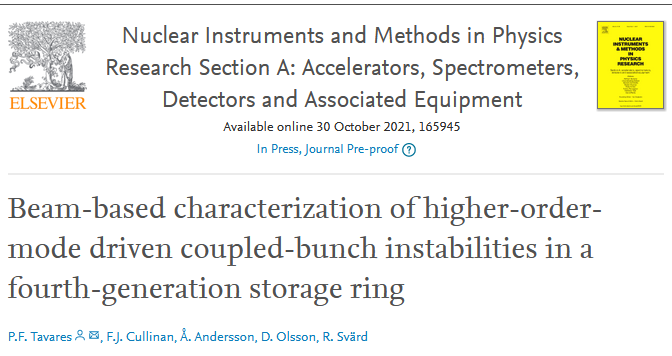 Nuclear Instruments and Methods in Physics
Research Section A: Accelerators, Spectrometers,
Detectors and Associated Equipment
ELSEVIER
NUCLEAR
INSTRUMENTS
& METHODS
IN
PHYSICS
RESEARCH
Available online 30 October 2021, 165945
In Press, Journal Pre-proof ?
Beam-based characterization of higher-order-
mode driven coupled-bunch instabilities in a
fourth-generation storage ring
P.F. Tavares, F.J. Cullinan, Å. Andersson, D. Olsson, R. Svärd